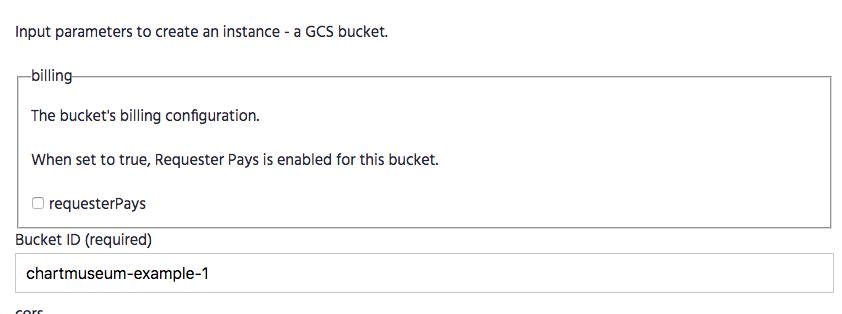 Input parameters to create an instance - a GCS bucket.
billing
The bucket's billing configuration.
When set to true, Requester Pays is enabled for this bucket.
requesterPays
Bucket ID (required)
chartmuseum-example-1
cors